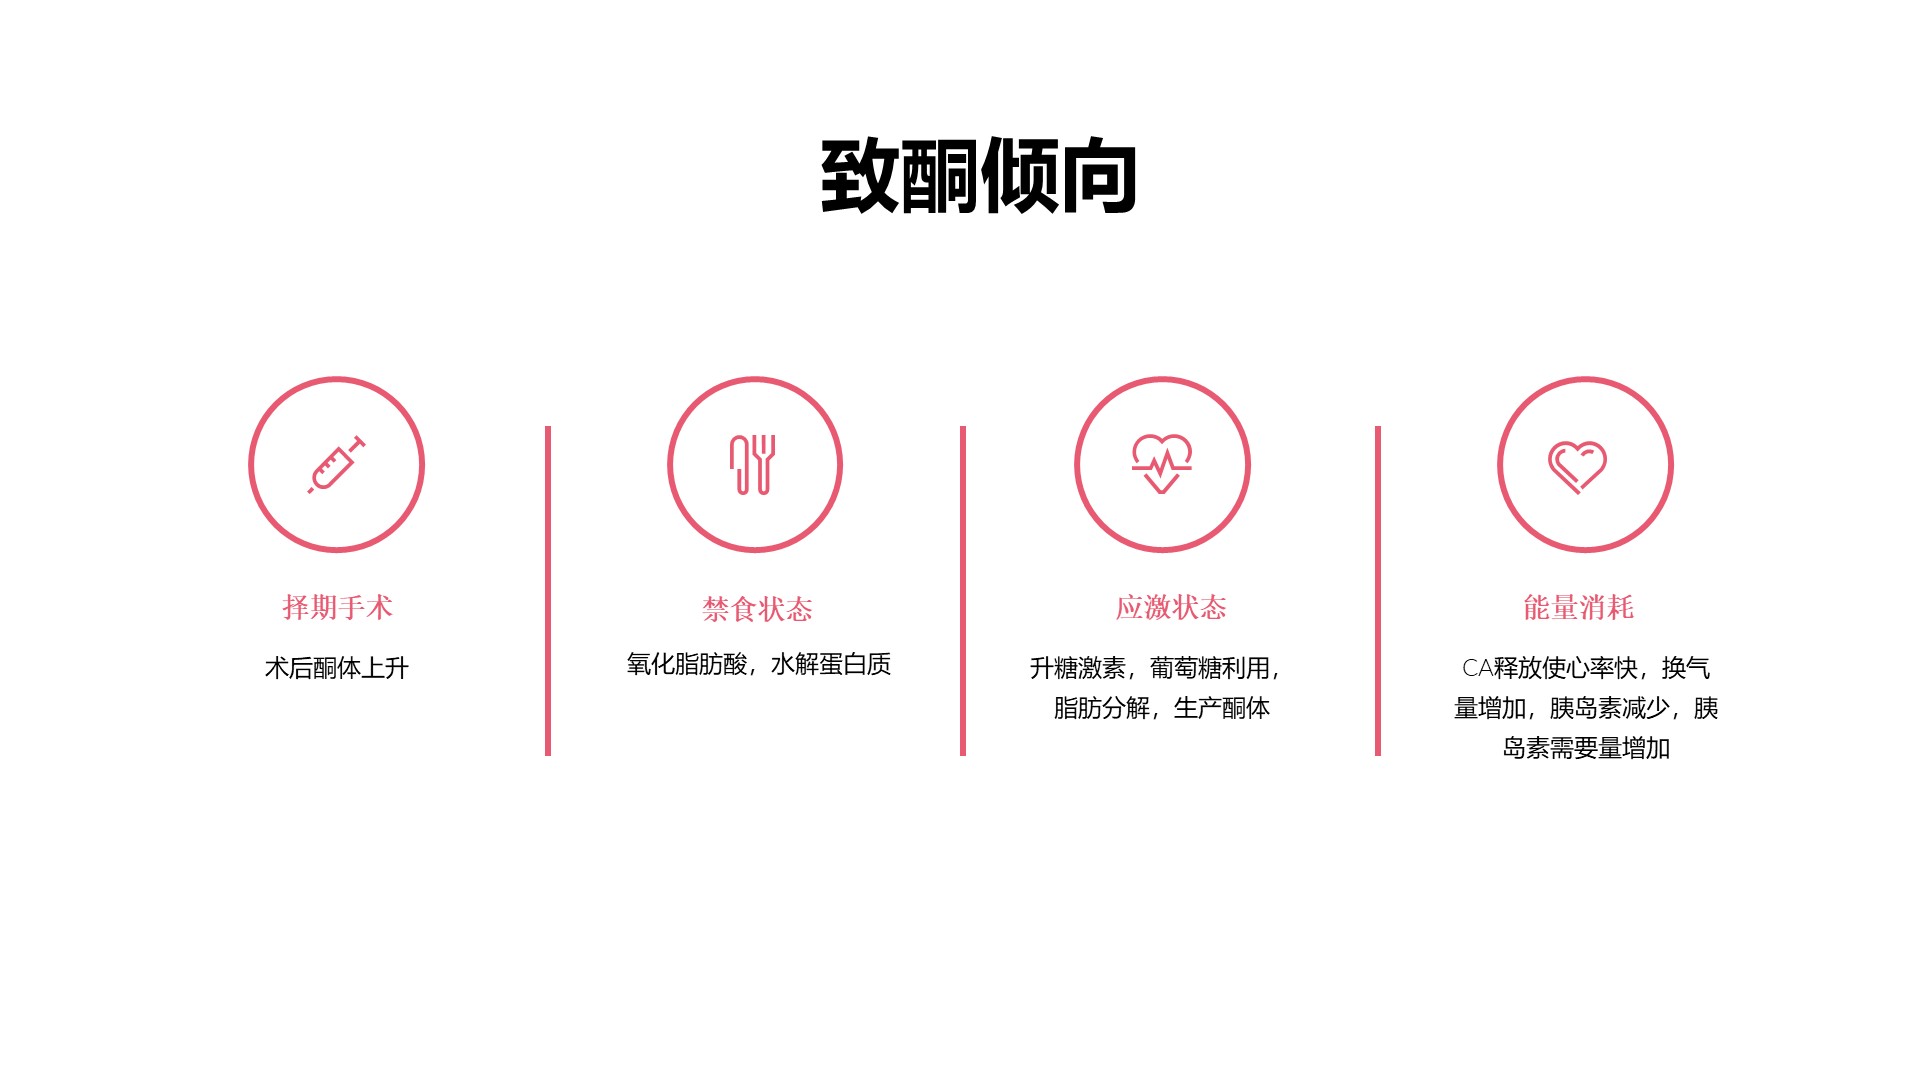 致酮倾向
择期手术
术后酮体上升
禁食状态
氧化脂肪酸，水解蛋白质
应激状态
升糖激素，葡萄糖利用，
脂肪分解，生产酮体
能量消耗
CA释放使心率快，换气
量增加，胰岛素减少，胰
岛素需要量增加